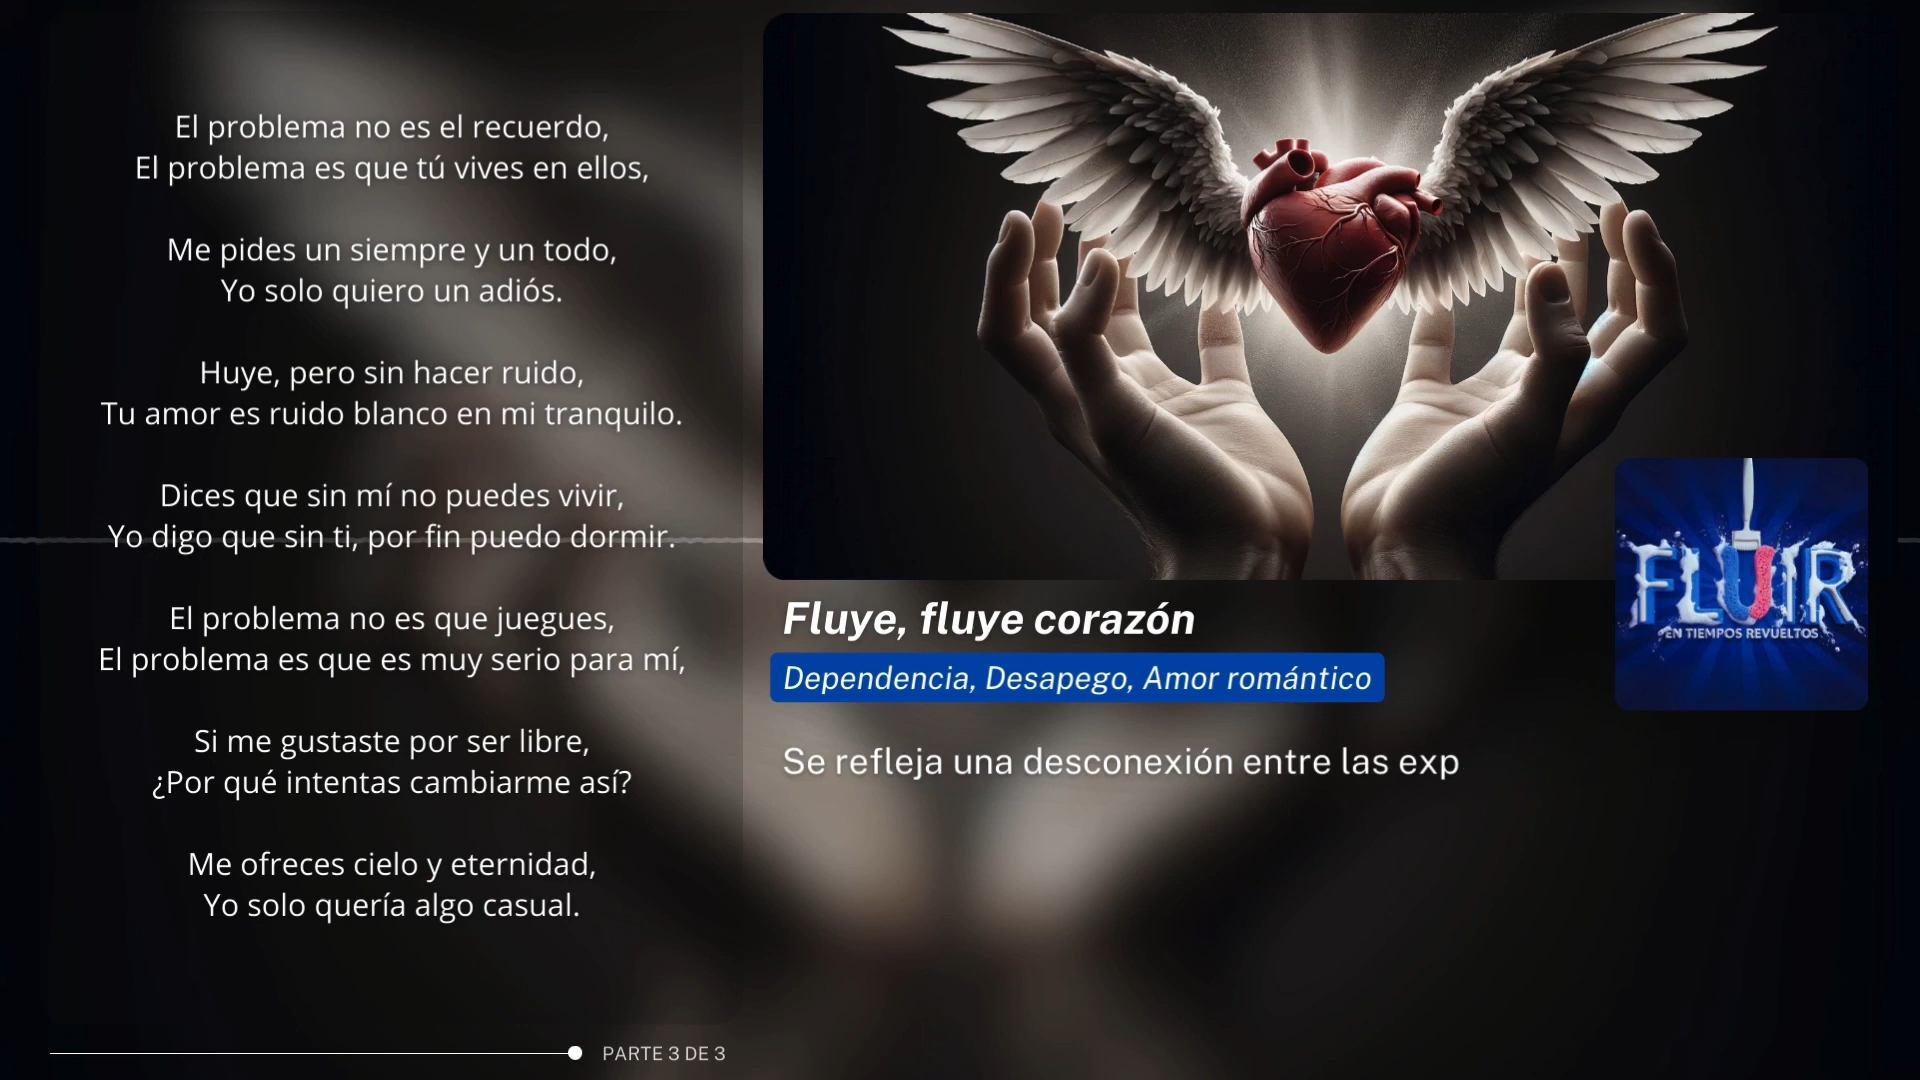 El problema no es el recuerdo,
El problema es que tú vives en ellos,
Me pides un siempre y un todo,
Yo solo quiero un adiós.
Huye, pero sin hacer ruido,
Tu amor es ruido blanco en mi tranquilo.
Dices que sin mí no puedes vivir,
Yo digo que sin ti, por fin puedo dormir.
El problema no es que juegues,
El problema es que es muy serio para mí,
Si me gustaste por ser libre,
¿Por qué intentas cambiarme así?
Me ofreces cielo y eternidad,
Yo solo quería algo casual.
PARTE 3 DE 3
FLUIR
EN TIEMPOS REVUELTOS
Fluye, fluye corazón
Dependencia, Desapego, Amor romántico
Se refleja una desconexión entre las exp